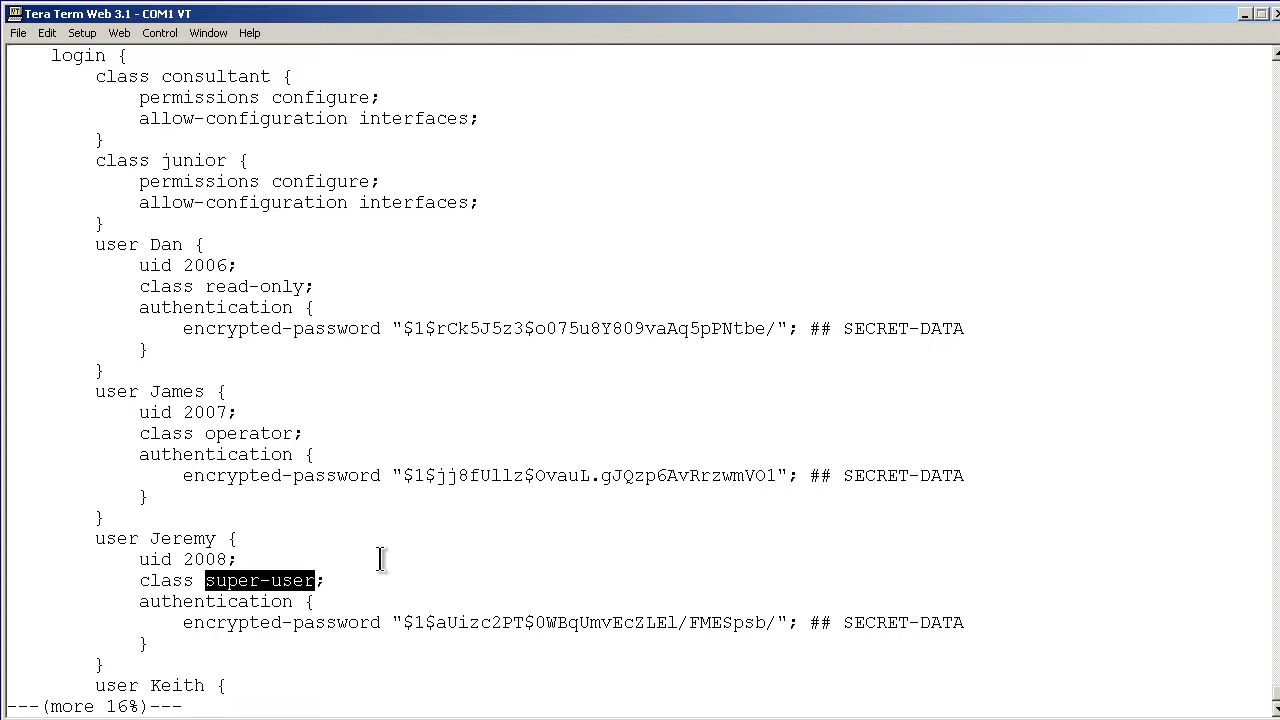 Tera Term Web 3.1 - COM1 VT
File Edit Setup Web Control Window Help
login {
class consultant {
permissions configure;
allow-configuration interfaces;
}
class junior {
permissions configure;
allow-configuration interfaces;
}
user Dan {
uid 2006;
class read-only;
authentication {
encrypted-password "$1$rCk5J5z3$o075u8Y809vaAq5pPNtbe/"; ## SECRET-DATA
}
}
user James {
uid 2007;
class operator;
authentication {
encrypted-password "$1$jj8fUllz$OvauL.gJQzp6AvRrzwmVO1"; ## SECRET-DATA
}
}
user Jeremy {
uid 2008;
class super-user;
authentication {
encrypted-password "$1$aUizc2PT$0WBqUmvEcZLEl/FMESpsb/"; ## SECRET-DATA
}
}
user Keith {
---(more 16%)---